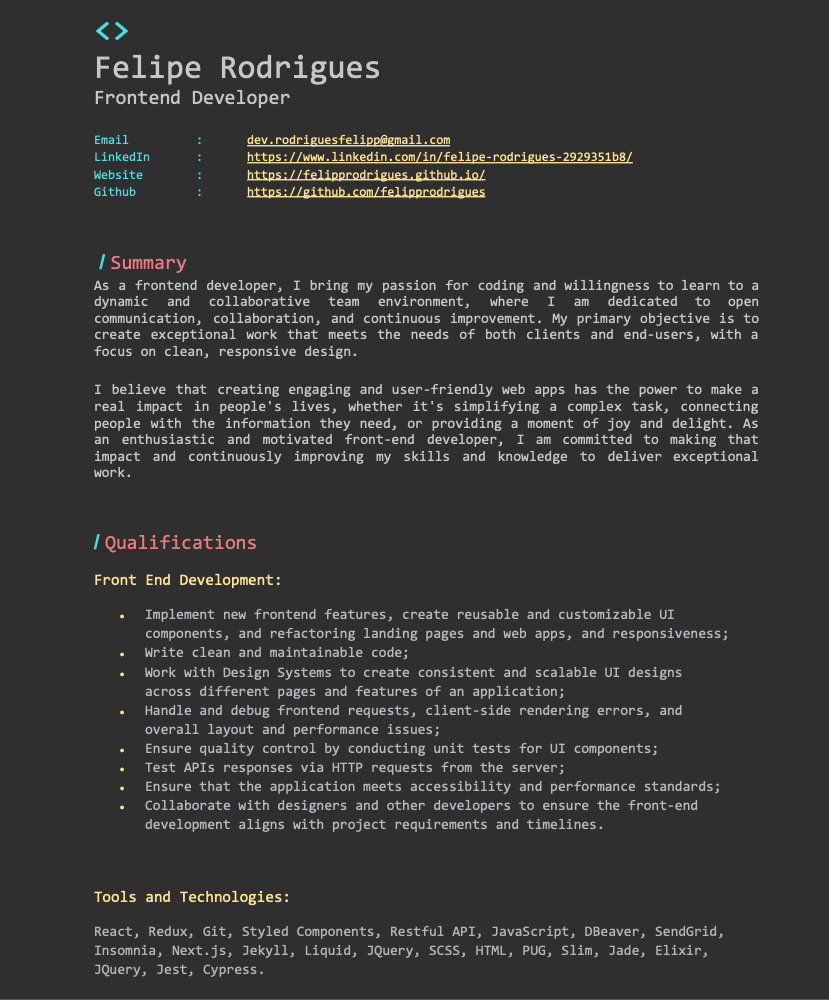 <>
Felipe Rodrigues
Frontend Developer
Email : dev.rodriguesfelipp@gmail.com
LinkedIn : https://www.linkedin.com/in/felipe-rodrigues-2929351b8/
Website : https://felipprodrigues.github.io/
Github : https://github.com/felipprodrigues
/Summary
As a frontend developer, I bring my passion for coding and willingness to learn to a
dynamic and collaborative team environment, where I am dedicated to open
communication, collaboration, and continuous improvement. My primary objective is to
create exceptional work that meets the needs of both clients and end-users, with a
focus on clean, responsive design.
I believe that creating engaging and user-friendly web apps has the power to make a
real impact in people's lives, whether it's simplifying a complex task, connecting
people with the information they need, or providing a moment of joy and delight. As
an enthusiastic and motivated front-end developer, I am committed to making that
impact and continuously improving my skills and knowledge to deliver exceptional
work.
/Qualifications
Front End Development:
• Implement new frontend features, create reusable and customizable UI
components, and refactoring landing pages and web apps, and responsiveness;
• Write clean and maintainable code;
• Work with Design Systems to create consistent and scalable UI designs
across different pages and features of an application;
• Handle and debug frontend requests, client-side rendering errors, and
overall layout and performance issues;
• Ensure quality control by conducting unit tests for UI components;
• Test APIs responses via HTTP requests from the server;
• Ensure that the application meets accessibility and performance standards;
• Collaborate with designers and other developers to ensure the front-end
development aligns with project requirements and timelines.
Tools and Technologies:
React, Redux, Git, Styled Components, Restful API, JavaScript, DBeaver, SendGrid,
Insomnia, Next.js, Jekyll, Liquid, JQuery, SCSS, HTML, PUG, Slim, Jade, Elixir,
JQuery, Jest, Cypress.